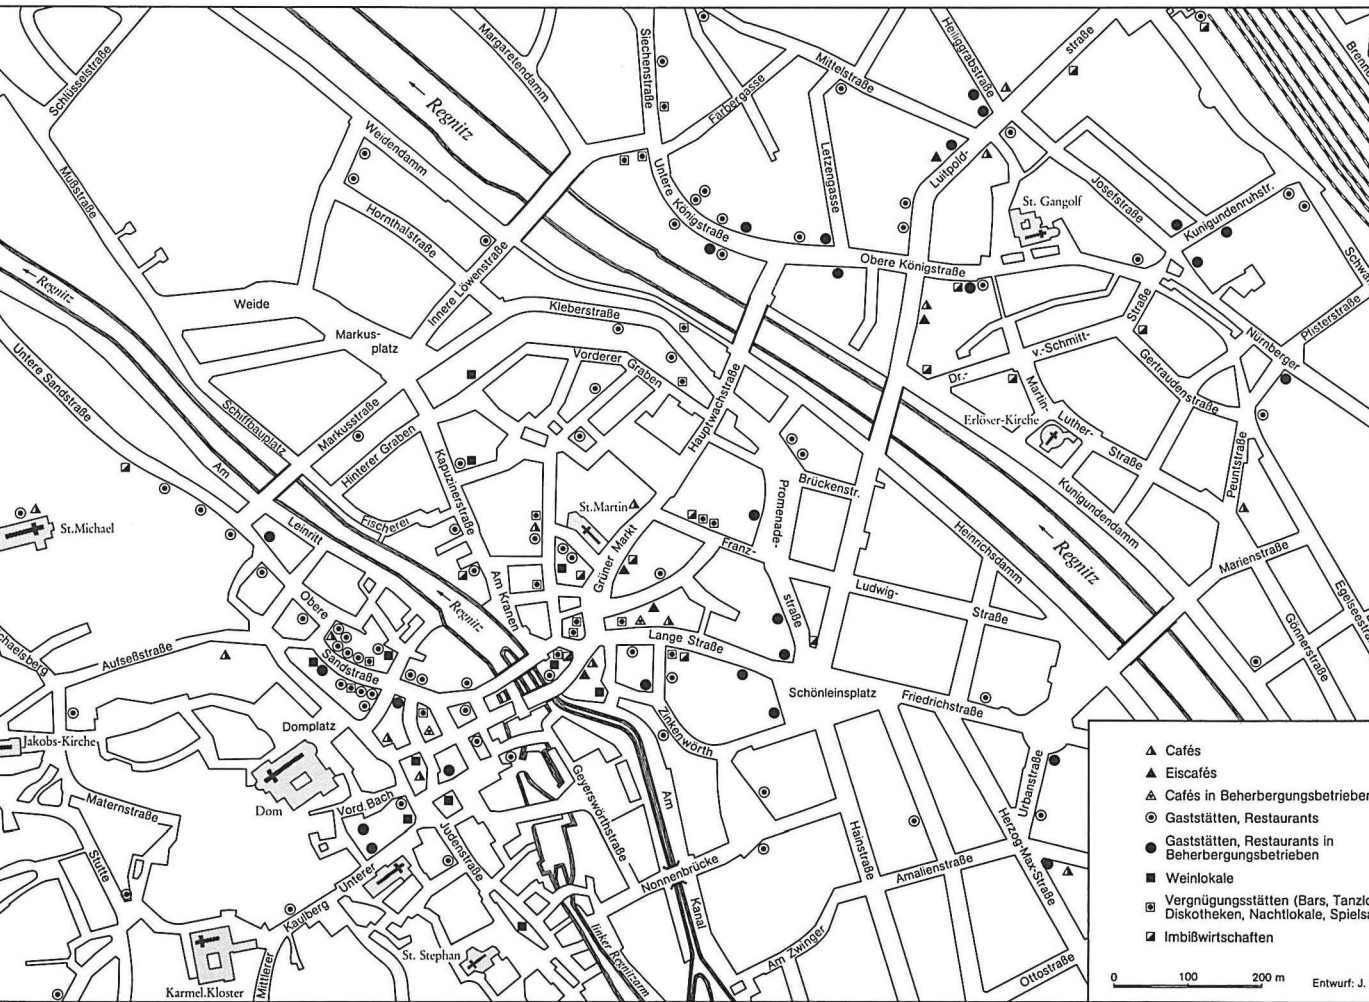 Schlüsselstraße
Margaretendamm
Siechenstraße
Mittelstraße
Heiliggrabstraße
straße
Brenn
← Regnitz
Farbergasse
Weidendamm
Letzengasse
Luitpold-
Untere
Königstraße
Mußstraße
Hornthalstraße
Josefstraße
St. Gangolf
Kunigundenruhstr.
Obere Königstraße
Schwa
Innere Löwenstraße
← Regnitz
Weide
Kleberstraße
Markus-
platz
Straße
Pfisterstraße
Nürnberger
v.-Schmitt-
Dr.-
Gertraudenstraße
Untere Sandstraße
Vorderer Graben
Hauptwachstraße
Martin-
Luther-
Straße
Erlöser-Kirche
Schiffbauplatz
Markusstraße
Hinterer Graben
Kapuzinerstraße
Am
Leinritt
Fischerei
Peuntstraße
Brückenstr.
Promenade-
straße
Kunigundendamm
St.Michael
St.Martin
Grüner Markt
Franz-
Ludwig-
Straße
Heinrichsdamm
← Regnitz
Marienstraße
Egelseestr
Gönnerstraße
Am Kranen
← Regnitz
Obere
Sandstraße
chaelsberg
Aufseßstraße
Lange Straße
Schönleinsplatz
Friedrichstraße
Domplatz
Jakobs-Kirche
Zinkenwörth
Dom
Maternstraße
Vord. Bach
Geyerswörthstraße
Am
Kanal
Urbanstraße
Herzog-Max-Straße
Hainstraße
Amalienstraße
Judenstraße
Stutte
Unterer
Kaulberg
Nonnenbrücke
Mittlerer
St. Stephan
linker Regnitzarm
Am Zwinger
Ottostraße
Karmel.Kloster
Cafés
Eiscafés
Cafés in Beherbergungsbetrieben
Gaststätten, Restaurants
Gaststätten, Restaurants in
Beherbergungsbetrieben
Weinlokale
Vergnügungsstätten (Bars, Tanzlo
Diskotheken, Nachtlokale, Spielsa
Imbißwirtschaften
0 100 200 m
Entwurf: J.